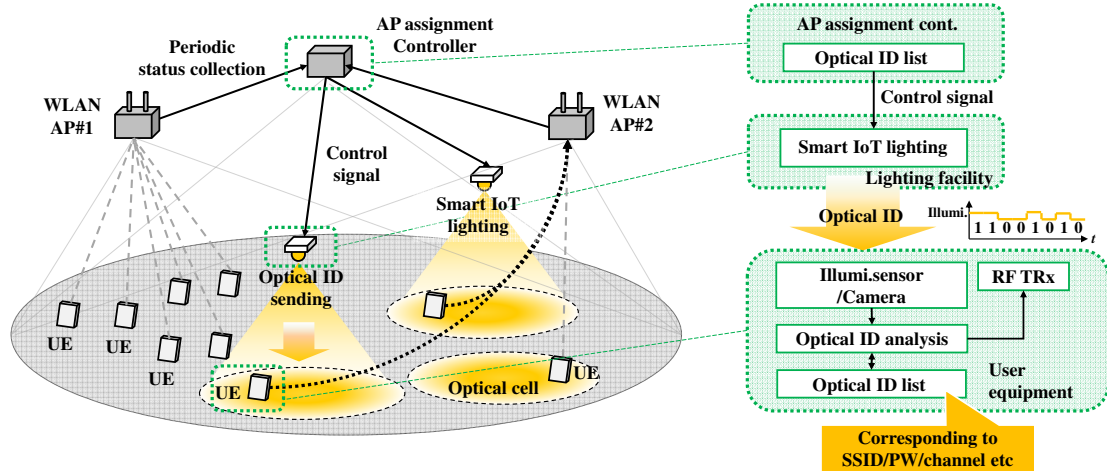 Periodic
status collection
AP assignment
Controller
WLAN
AP#1
WLAN
AP#2
Control
signal
Smart IoT
lighting
Optical ID
sending
UE
UE
UE
UE
UE
Optical cell
AP assignment cont.
Optical ID list
Control signal
Smart IoT lighting
Lighting facility
Optical ID
Illumi.
1 1 0 0 1 0 1 0
t
Illumi.sensor
/Camera
RF TRx
Optical ID analysis
Optical ID list
User
equipment
Corresponding to
SSID/PW/channel etc